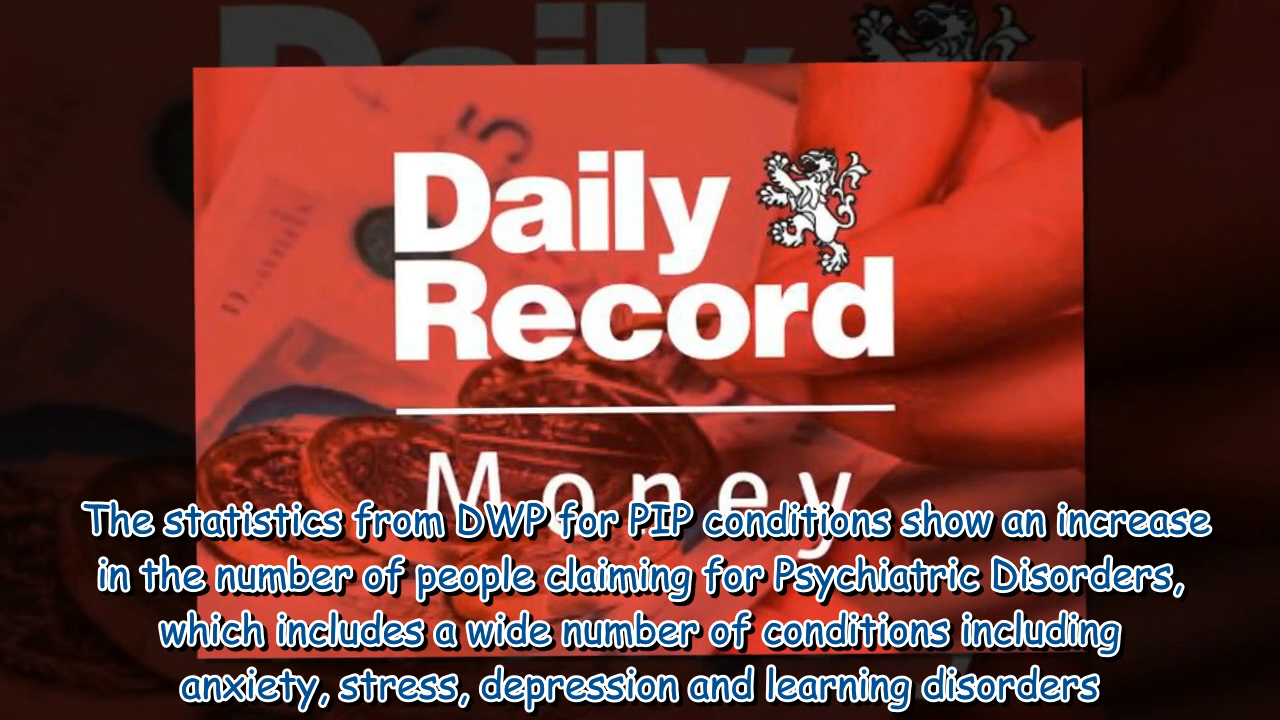 Daily
Daily
Record
Money
The statistics from DWP for PIP conditions show an increase
in the number of people claiming for Psychiatric Disorders,
which includes a wide number of conditions including
anxiety, stress, depression and learning disorders